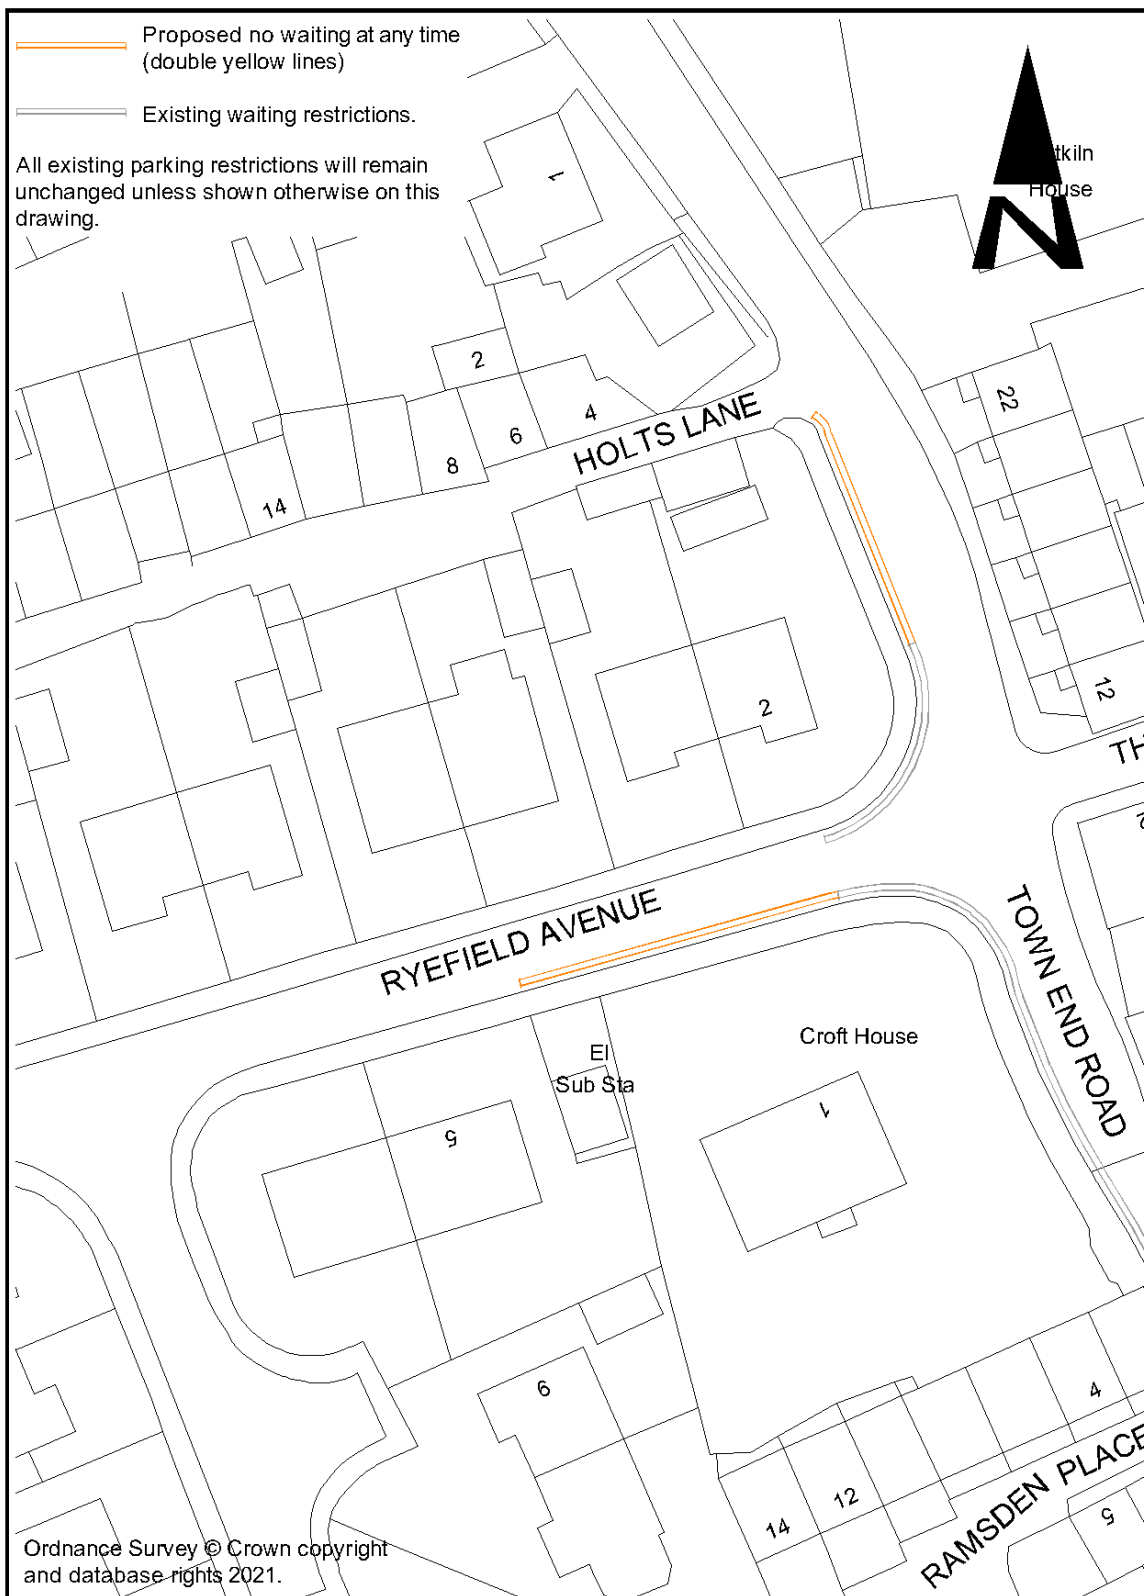 Proposed no waiting at any time
(double yellow lines)
Existing waiting restrictions.
All existing parking restrictions will remain
unchanged unless shown otherwise on this
drawing.
N
House
1
2
4
6
8
14
HOLTS LANE
22
12
2
2
RYEFIELD AVENUE
TOWN END ROAD
Croft House
El
Sub Sta
1
5
6
4
12
14
RAMSDEN PLACE
5
Ordnance Survey © Crown copyright
and database rights 2021.